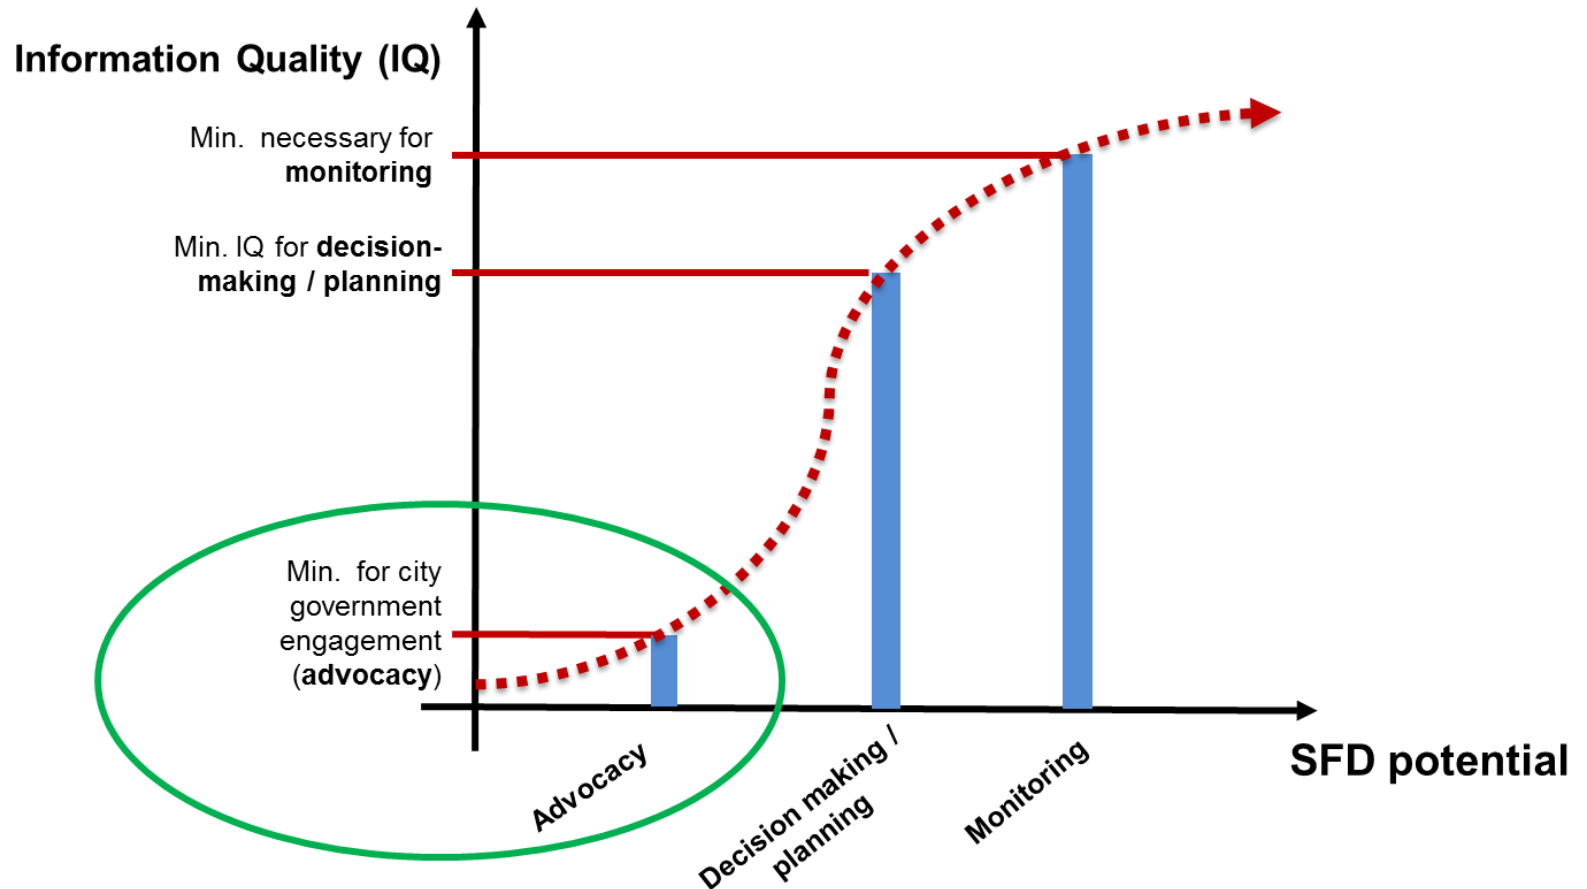 Information Quality (IQ)
Min. necessary for
monitoring
Min. IQ for decision-
making / planning
Min. for city
government
engagement
(advocacy)
SFD potential
Advocacy
Decision making /
planning
Monitoring